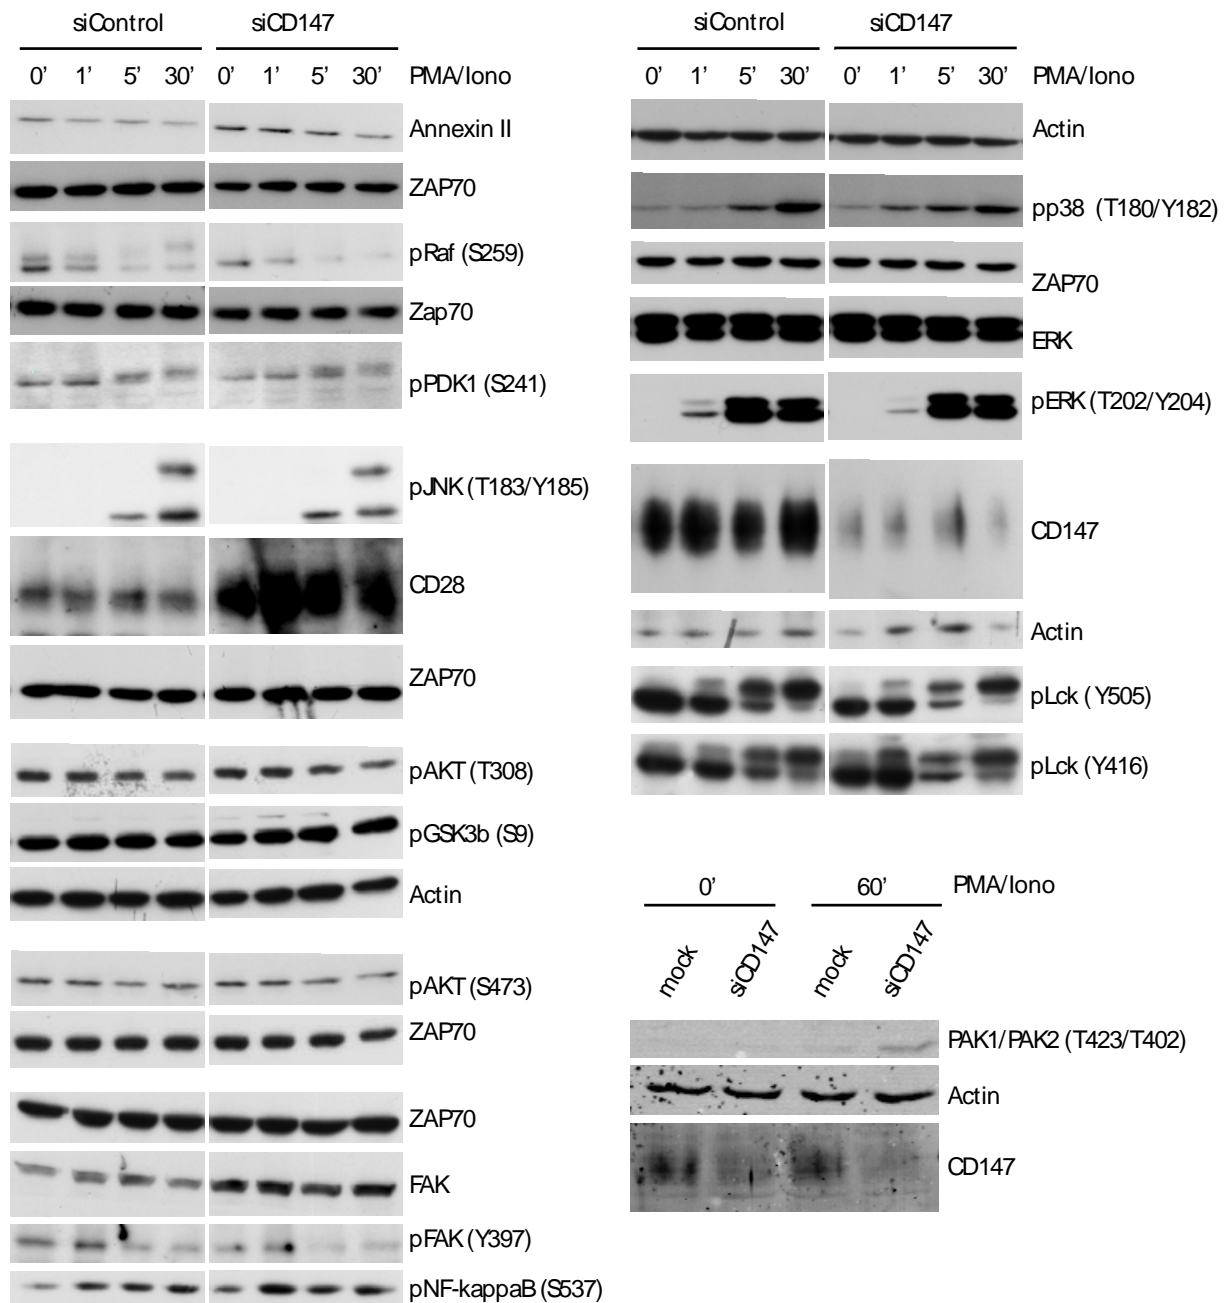 siControl siCD147
0' 1' 5' 30' 0' 1' 5' 30' PMA/Iono
Annexin II
ZAP70
pRaf (S259)
Zap70
pPDK1 (S241)
pJNK (T183/Y185)
CD28
ZAP70
pAKT (T308)
pGSK3b (S9)
Actin
pAKT (S473)
ZAP70
ZAP70
FAK
pFAK (Y397)
pNF-kappaB (S537)
siControl siCD147
0' 1' 5' 30' 0' 1' 5' 30' PMA/Iono
Actin
pp38 (T180/Y182)
ZAP70
ERK
pERK (T202/Y204)
CD147
Actin
pLck (Y505)
pLck (Y416)
0' 60' PMA/Iono
mock siCD147 mock siCD147
PAK1/PAK2 (T423/T402)
Actin
CD147